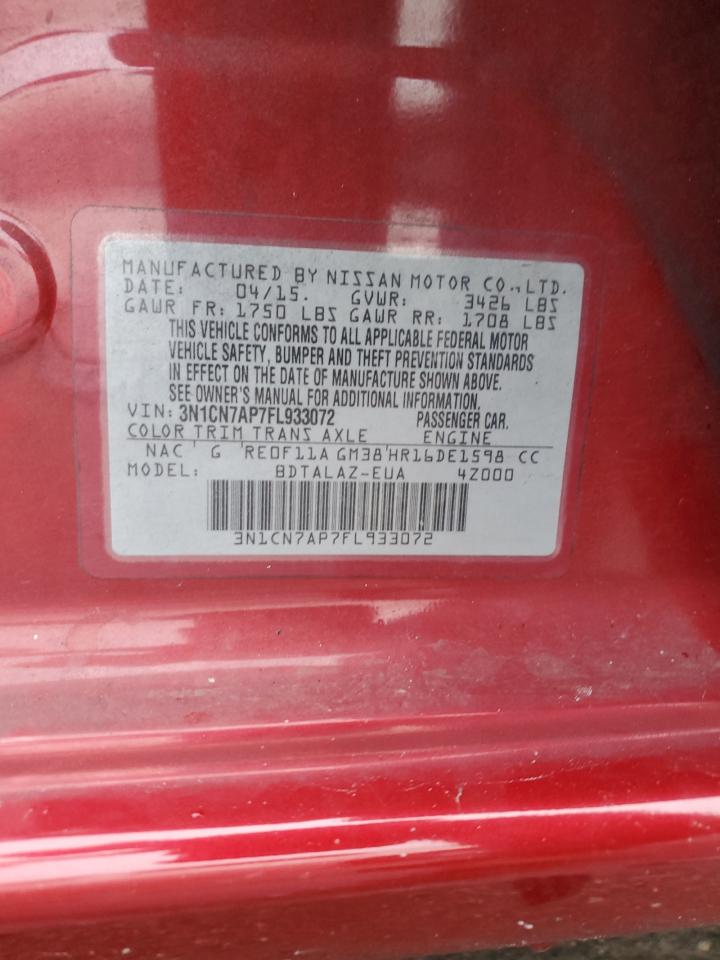 MANUFACTURED BY NISSAN MOTOR CO.,LTD.
DATE: 04/15. GVWR: 3426 LBS
GAWR FR: 1750 LBS GAWR RR: 1708 LBS
THIS VEHICLE CONFORMS TO ALL APPLICABLE FEDERAL MOTOR
VEHICLE SAFETY, BUMPER AND THEFT PREVENTION STANDARDS
IN EFFECT ON THE DATE OF MANUFACTURE SHOWN ABOVE.
SEE OWNER'S MANUAL FOR ADDITIONAL INFORMATION.
VIN: 3N1CN7AP7FL933072 PASSENGER CAR.
COLOR TRIM TRANS AXLE ENGINE
NAC G RE0F11A GM38 HR16DE1598 CC
MODEL: BDTALAZ-EUA 4Z000
3N1CN7AP7FL933072